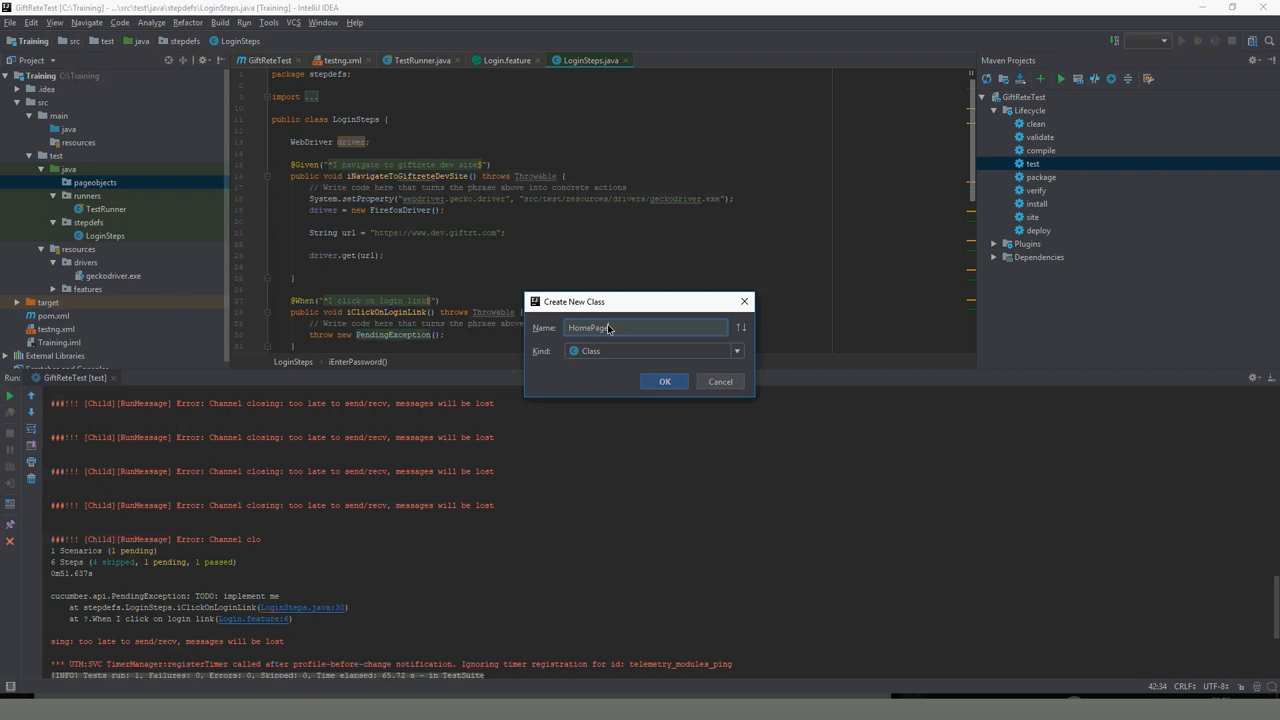 GiftReteTest - [C:\Training] - ...\src\test\java\stepdefs\LoginSteps.java [Training] - IntelliJ IDEA
File Edit View Navigate Code Analyze Refactor Build Run Tools VCS Window Help
Training src test java stepdefs LoginSteps
Project
GiftReteTest testng.xml TestRunner.java Login.feature LoginSteps.java
Maven Projects
Training C:\Training
.idea
src
main
java
resources
test
java
pageobjects
runners
TestRunner
stepdefs
LoginSteps
resources
drivers
geckodriver.exe
features
target
pom.xml
testng.xml
Training.iml
External Libraries
1 package stepdefs;
import ...
public class LoginSteps {
WebDriver driver;
@Given("^I navigate to giftrete dev site$")
public void iNavigateToGiftreteDevSite() throws Throwable {
// Write code here that turns the phrase above into concrete actions
System.setProperty("webdriver.gecko.driver", "src/test/resources/drivers/geckodriver.exe");
driver = new FirefoxDriver();
String url = "https://www.dev.giftrt.com";
driver.get(url);
}
@When("^I click on login link$")
public void iClickOnLoginLink() throws Throwable {
// Write code here that turns the phrase above
throw new PendingException();
LoginSteps iEnterPassword()
Create New Class
Name: HomePage
Kind: Class
OK Cancel
GiftReteTest
Lifecycle
clean
validate
compile
test
package
verify
install
site
deploy
Plugins
Dependencies
Run: GiftReteTest [test]
###!!! [Child][RunMessage] Error: Channel closing: too late to send/recv, messages will be lost
###!!! [Child][RunMessage] Error: Channel closing: too late to send/recv, messages will be lost
###!!! [Child][RunMessage] Error: Channel closing: too late to send/recv, messages will be lost
###!!! [Child][RunMessage] Error: Channel closing: too late to send/recv, messages will be lost
###!!! [Child][RunMessage] Error: Channel clo
1 Scenarios (1 pending)
6 Steps (4 skipped, 1 pending, 1 passed)
0m51.637s
cucumber.api.PendingException: TODO: implement me
at stepdefs.LoginSteps.iClickOnLoginLink(LoginSteps.java:30)
at ?.When I click on login link(Login.feature:6)
sing: too late to send/recv, messages will be lost
*** UTM:SVC TimerManager:registerTimer called after profile-before-change notification. Ignoring timer registration for id: telemetry_modules_ping
[INFO] Tests run: 1, Failures: 0, Errors: 0, Skipped: 0, Time elapsed: 65.72 s - in TestSuite
42:34 CRLF UTF-8